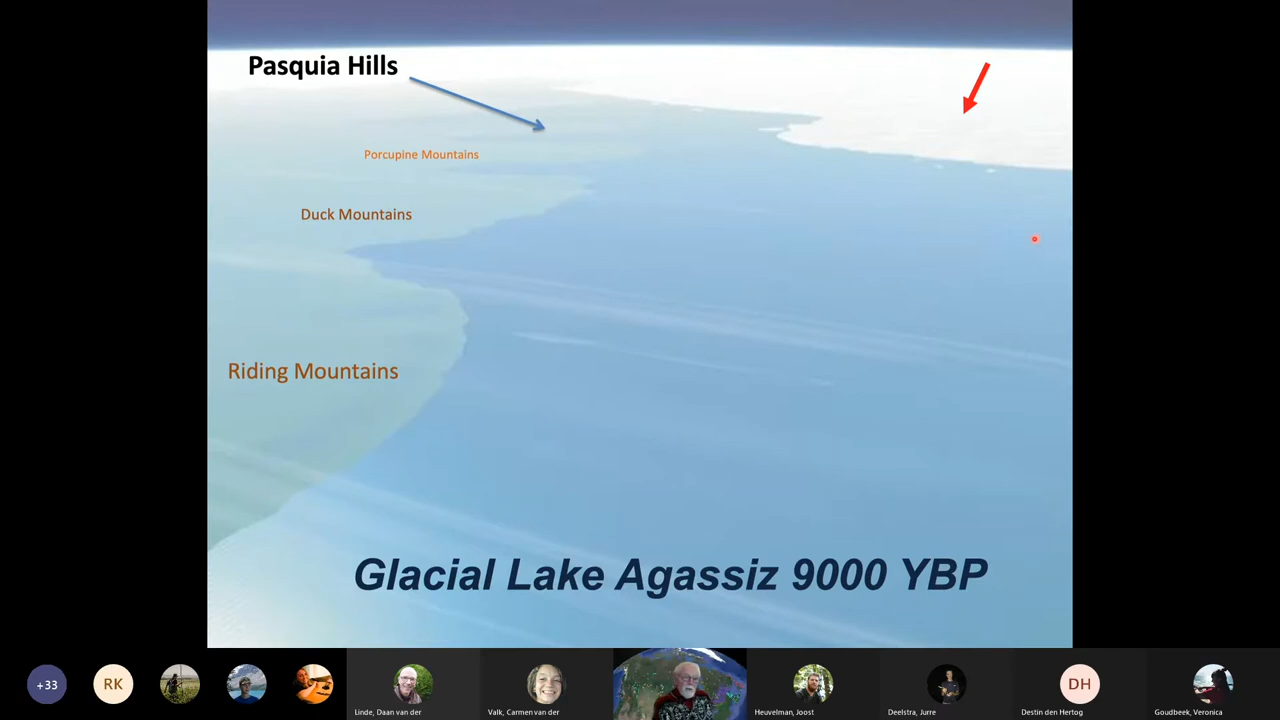 Pasquia Hills
Porcupine Mountains
Duck Mountains
Riding Mountains
Glacial Lake Agassiz 9000 YBP
+33
RK
Linde, Daan van der
Valk, Carmen van der
Heuvelman, Joost
Deelstra, Jurre
DH
Destin den Hertog
Goudbeek, Veronica